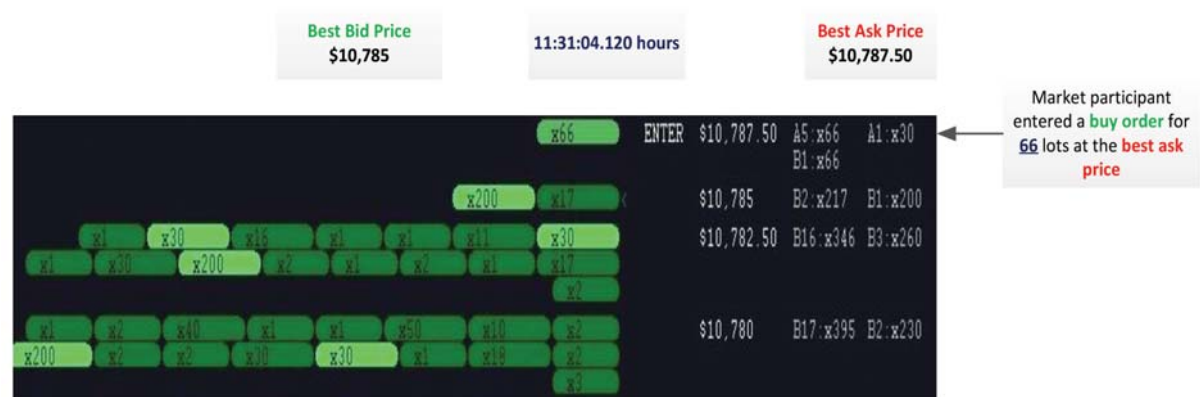 Best Bid Price
$10,785
11:31:04.120 hours
Best Ask Price
$10,787.50
Market participant
entered a buy order for
66 lots at the best ask
price
x66 ENTER $10,787.50 A5:x66 A1:x30
B1:x66
x200 x17 $10,785 B2:x217 B1:x200
x1 x30 x16 x1 x1 x11 x30 $10,782.50 B16:x346 B3:x260
x1 x30 x200 x2 x1 x2 x1 x17
x2
x1 x2 x40 x1 x1 x50 x10 x2 $10,780 B17:x395 B2:x230
x200 x2 x2 x30 x30 x1 x18 x2
x3